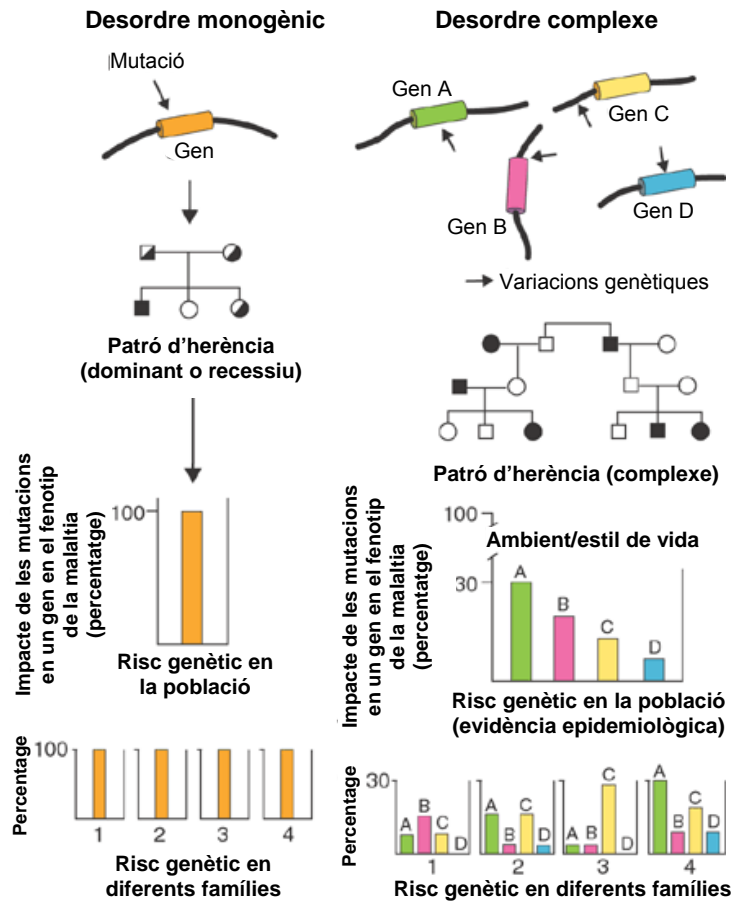 Desordre monogènic
Mutació
Gen
Patró d'herència
(dominant o recessiu)
Impacte de les mutacions
en un gen en el fenotip
de la malaltia
(percentatge)
100
Risc genètic en
la població
Percentage
100
1 2 3 4
Risc genètic en
diferents famílies
Desordre complexe
Gen A
Gen C
Gen B
Gen D
Variacions genètiques
Patró d'herència (complexe)
Impacte de les mutacions
en un gen en el fenotip
de la malaltia
(percentatge)
100
Ambient/estil de vida
30
A B C D
Risc genètic en la població
(evidència epidemiològica)
Percentage
30
A B C D A B C D A B C D A B C D
1 2 3 4
Risc genètic en diferents famílies